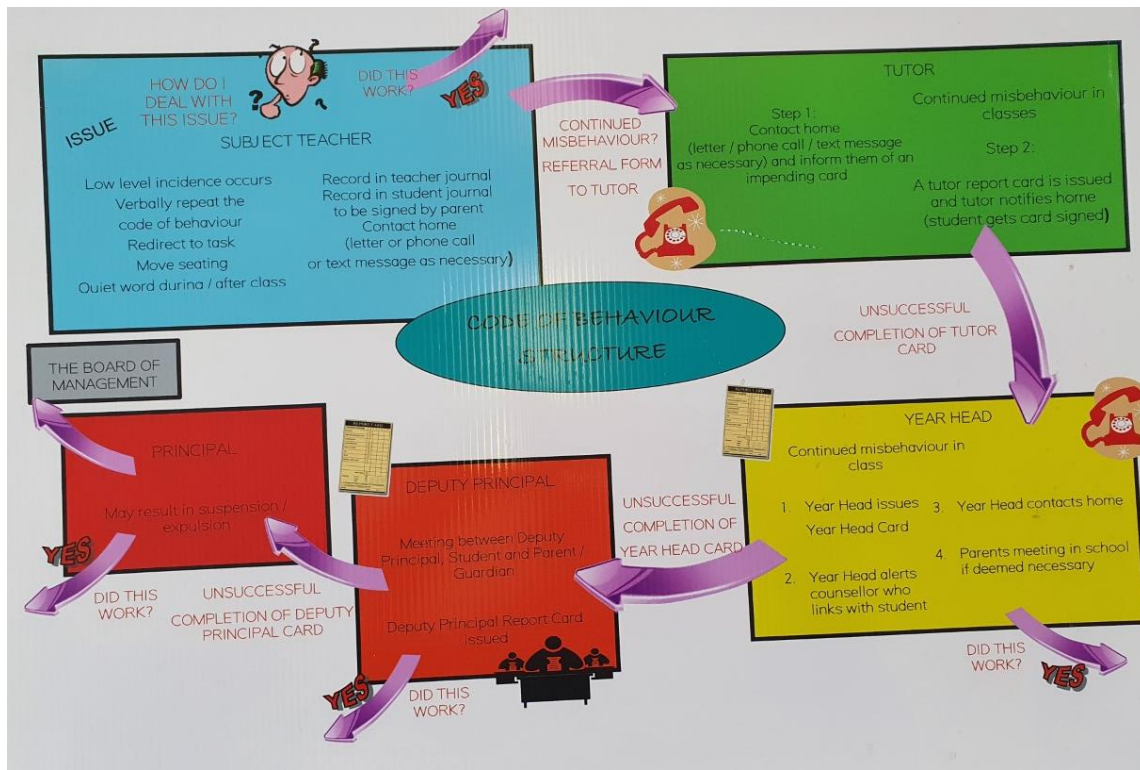 HOW DO I
DEAL WITH
THIS ISSUE?
?
ISSUE
SUBJECT TEACHER
Low level incidence occurs
Verbally repeat the
code of behaviour
Redirect to task
Move seating
Quiet word during / after class
Record in teacher journal
Record in student journal
to be signed by parent
Contact home
(letter or phone call
or text message as necessary)
DID THIS
WORK?
YES
CONTINUED
MISBEHAVIOUR?
REFERRAL FORM
TO TUTOR
TUTOR
Step 1:
Contact home
(letter / phone call / text message
as necessary) and inform them of an
impending card
Continued misbehaviour in
classes
Step 2:
A tutor report card is issued
and tutor notifies home
(student gets card signed)
CODE OF BEHAVIOUR
STRUCTURE
UNSUCCESSFUL
COMPLETION OF TUTOR
CARD
YEAR HEAD
Continued misbehaviour in
class
1. Year Head issues
Year Head Card
2. Year Head alerts
counsellor who
links with student
3. Year Head contacts home
4. Parents meeting in school
if deemed necessary
DID THIS
WORK?
YES
REPORT CARD
UNSUCCESSFUL
COMPLETION OF
YEAR HEAD CARD
DEPUTY PRINCIPAL
Meeting between Deputy
Principal, Student and Parent /
Guardian
Deputy Principal Report Card
issued
YES
DID THIS
WORK?
REPORT CARD
UNSUCCESSFUL
COMPLETION OF DEPUTY
PRINCIPAL CARD
PRINCIPAL
May result in suspension /
expulsion
YES
DID THIS
WORK?
THE BOARD OF
MANAGEMENT